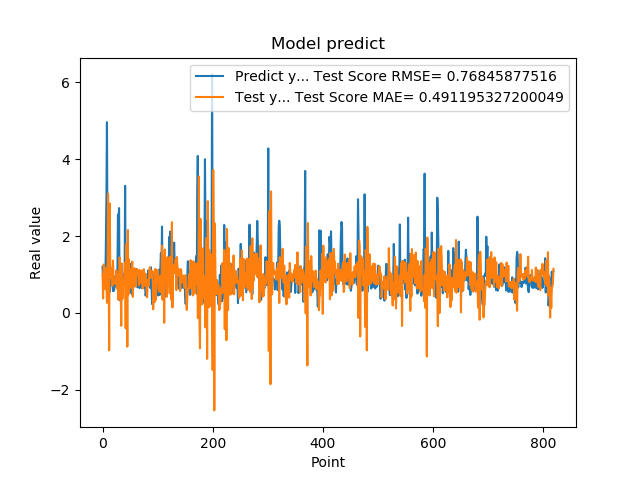 Model predict
Predict y... Test Score RMSE= 0.76845877516
Test y... Test Score MAE= 0.491195327200049
Real value
6
4
2
0
−2
0 200 400 600 800
Point